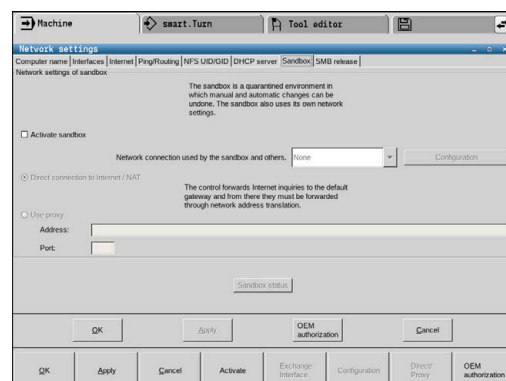 Machine
smart.Turn
Tool editor
Network settings
Computer name Interfaces Internet Ping/Routing NFS UID/GID DHCP server Sandbox SMB release
Network settings of sandbox
The sandbox is a quarantined environment in
which manual and automatic changes can be
undone. The sandbox also uses its own network
settings.
Activate sandbox
Network connection used by the sandbox and others. None Configuration
Direct connection to Internet / NAT
The control forwards Internet inquiries to the default
gateway and from there they must be forwarded
through network address translation.
Use proxy
Address:
Port:
Sandbox status
OK Apply OEM authorization Cancel
OK Apply Cancel Activate Exchange Interface Configuration Direct/ Proxy OEM authorization